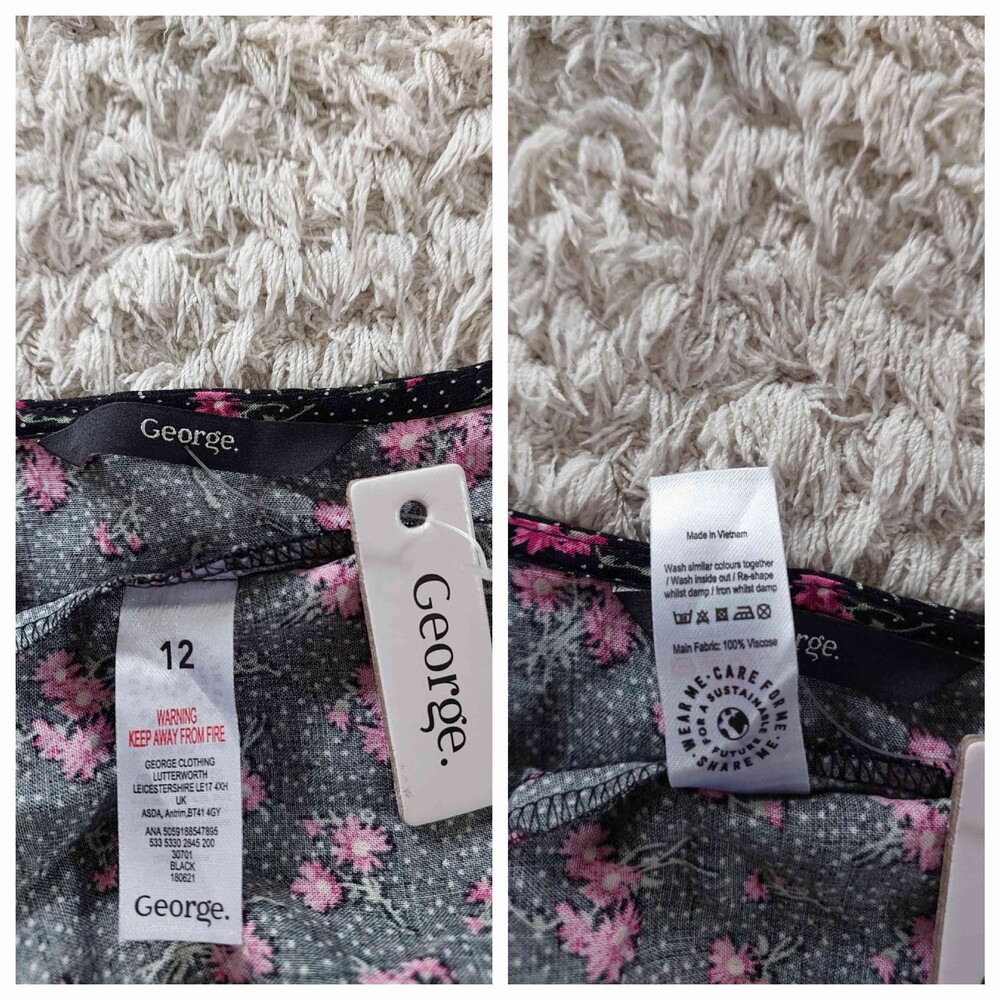 George.
George.
12
WARNING
KEEP AWAY FROM FIRE
GEORGE CLOTHING
LUTTERWORTH
LEICESTERSHIRE LE17 4XH
UK
ASDA, Antrim, BT41 4GY
ANA 5059188547895
533 5330 2645 200
30701
BLACK
180621
George.
Made in Vietnam
Wash similar colours together
/ Wash inside out / Re-shape
whilst damp / Iron whilst damp
Main Fabric: 100% Viscose
WEAR ME·CARE FOR ME·SHARE ME·
FOR A SUSTAINABLE FUTURE
rge.